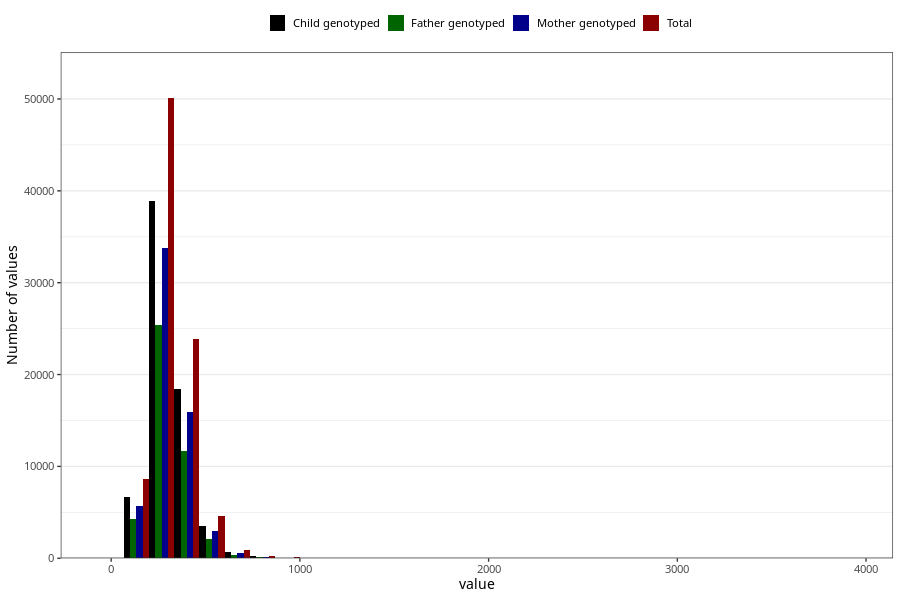 Child genotyped Father genotyped Mother genotyped Total
50000
40000
30000
20000
10000
0
Number of values
0 1000 2000 3000 4000
value